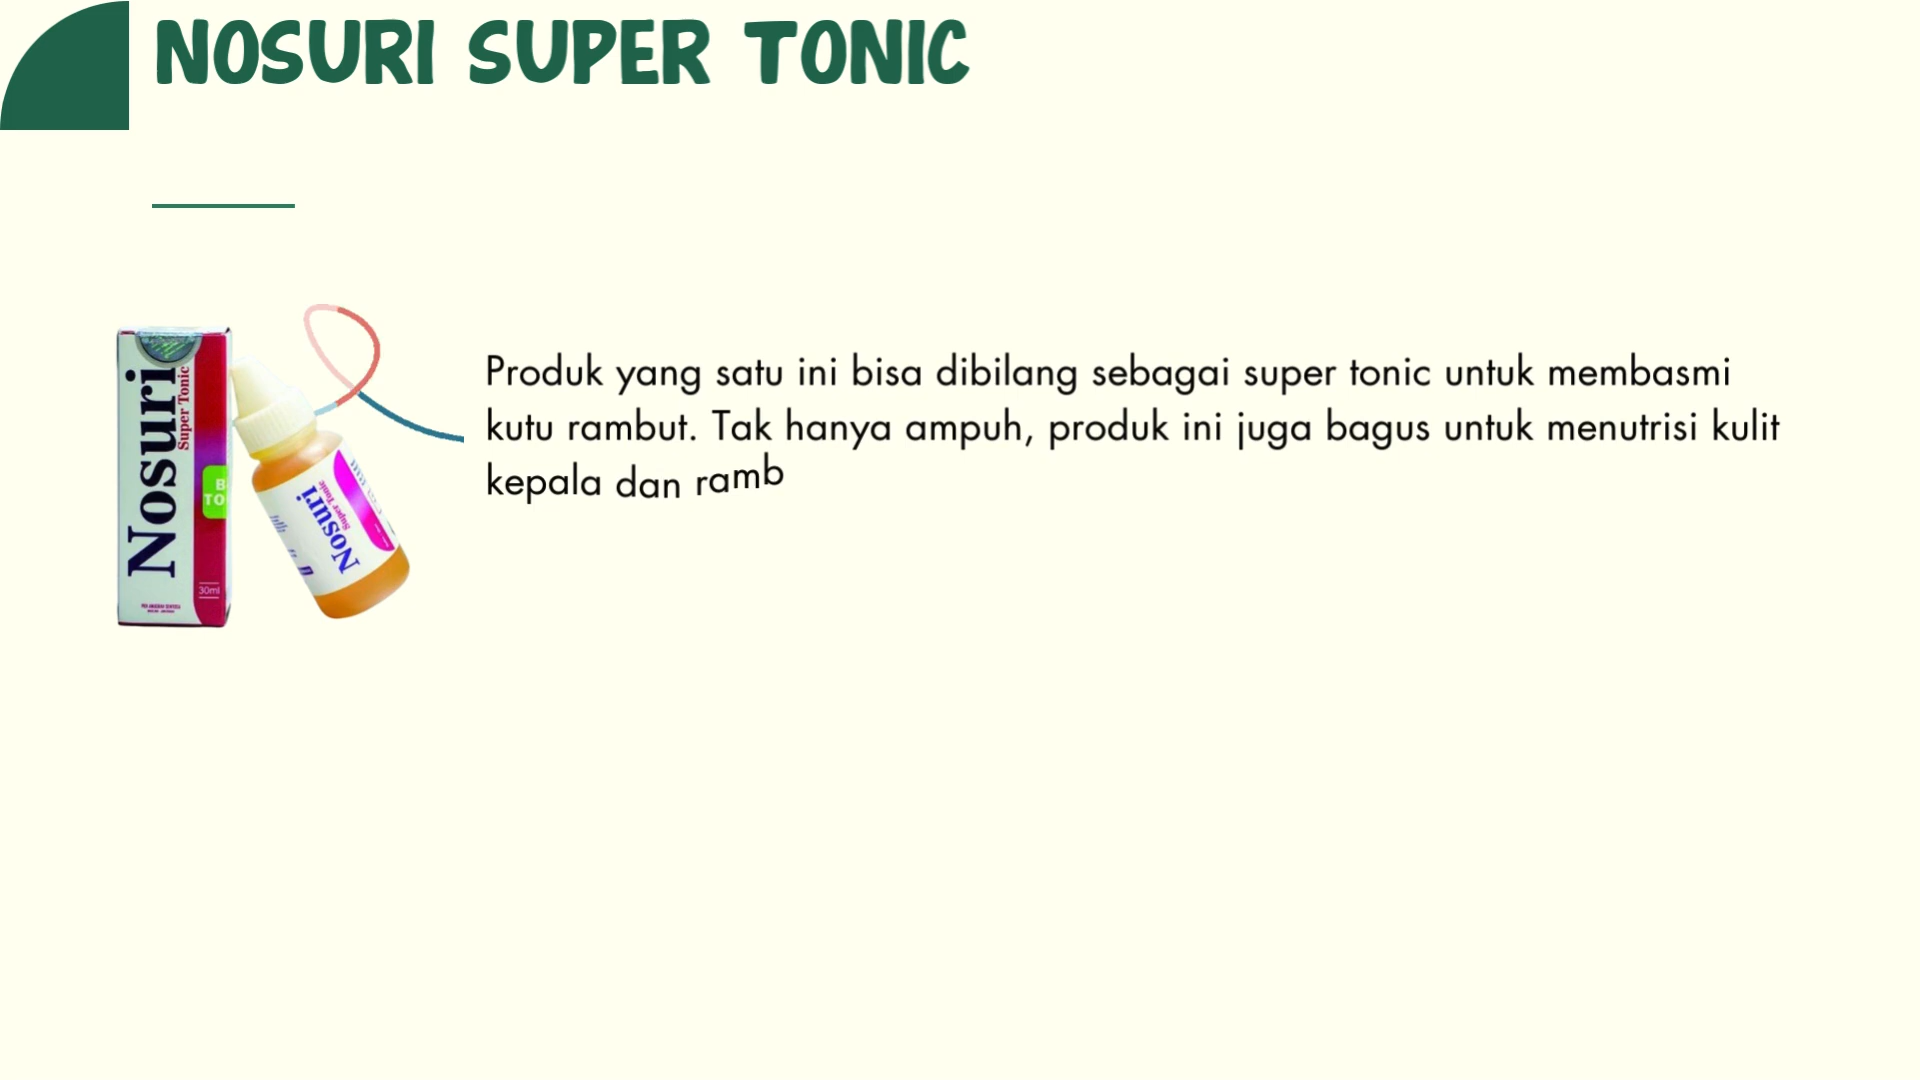 NOSURI SUPER TONIC
Nosuri
Super Tonic
30ml
Nosuri
Super Tonic
Produk yang satu ini bisa dibilang sebagai super tonic untuk membasmi
kutu rambut. Tak hanya ampuh, produk ini juga bagus untuk menutrisi kulit
kepala dan ramb